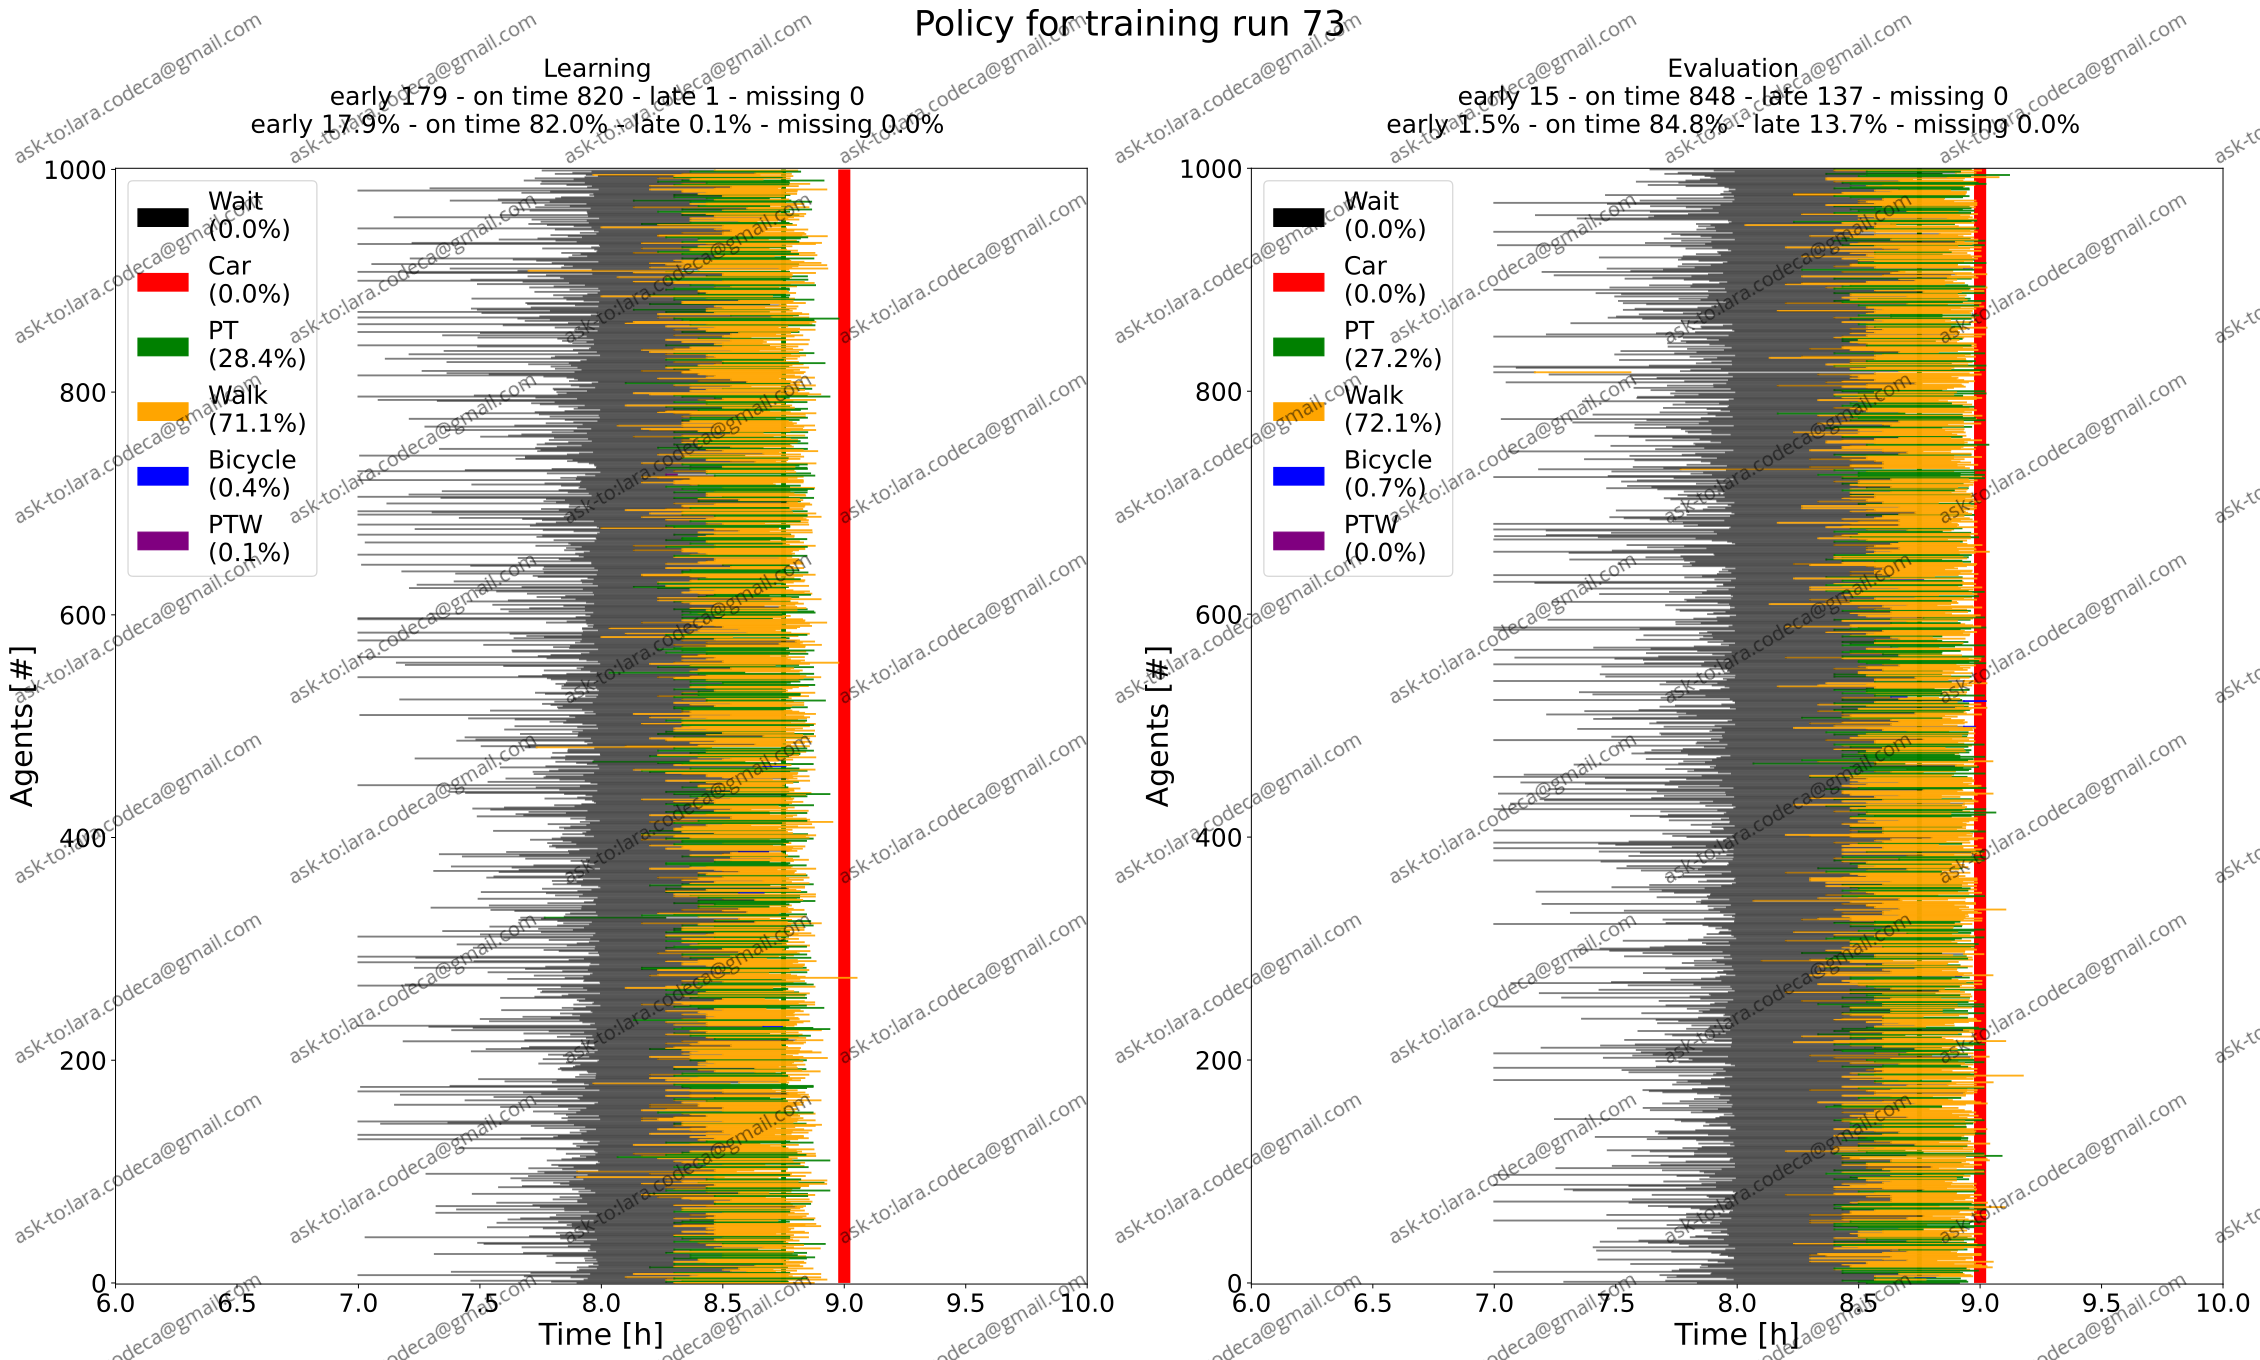 Policy for training run 73
Learning
early 179 - on time 820 - late 1 - missing 0
early 17.9% - on time 82.0% - late 0.1% - missing 0.0%
1000
800
600
400
200
0
Agents [#]
Wait
(0.0%)
Car
(0.0%)
PT
(28.4%)
Walk
(71.1%)
Bicycle
(0.4%)
PTW
(0.1%)
6.0 6.5 7.0 7.5 8.0 8.5 9.0 9.5 10.0
Time [h]
Evaluation
early 15 - on time 848 - late 137 - missing 0
early 1.5% - on time 84.8% - late 13.7% - missing 0.0%
1000
800
600
400
200
0
Agents [#]
Wait
(0.0%)
Car
(0.0%)
PT
(27.2%)
Walk
(72.1%)
Bicycle
(0.7%)
PTW
(0.0%)
6.0 6.5 7.0 7.5 8.0 8.5 9.0 9.5 10.0
Time [h]
ask-to:lara.codeca@gmail.com